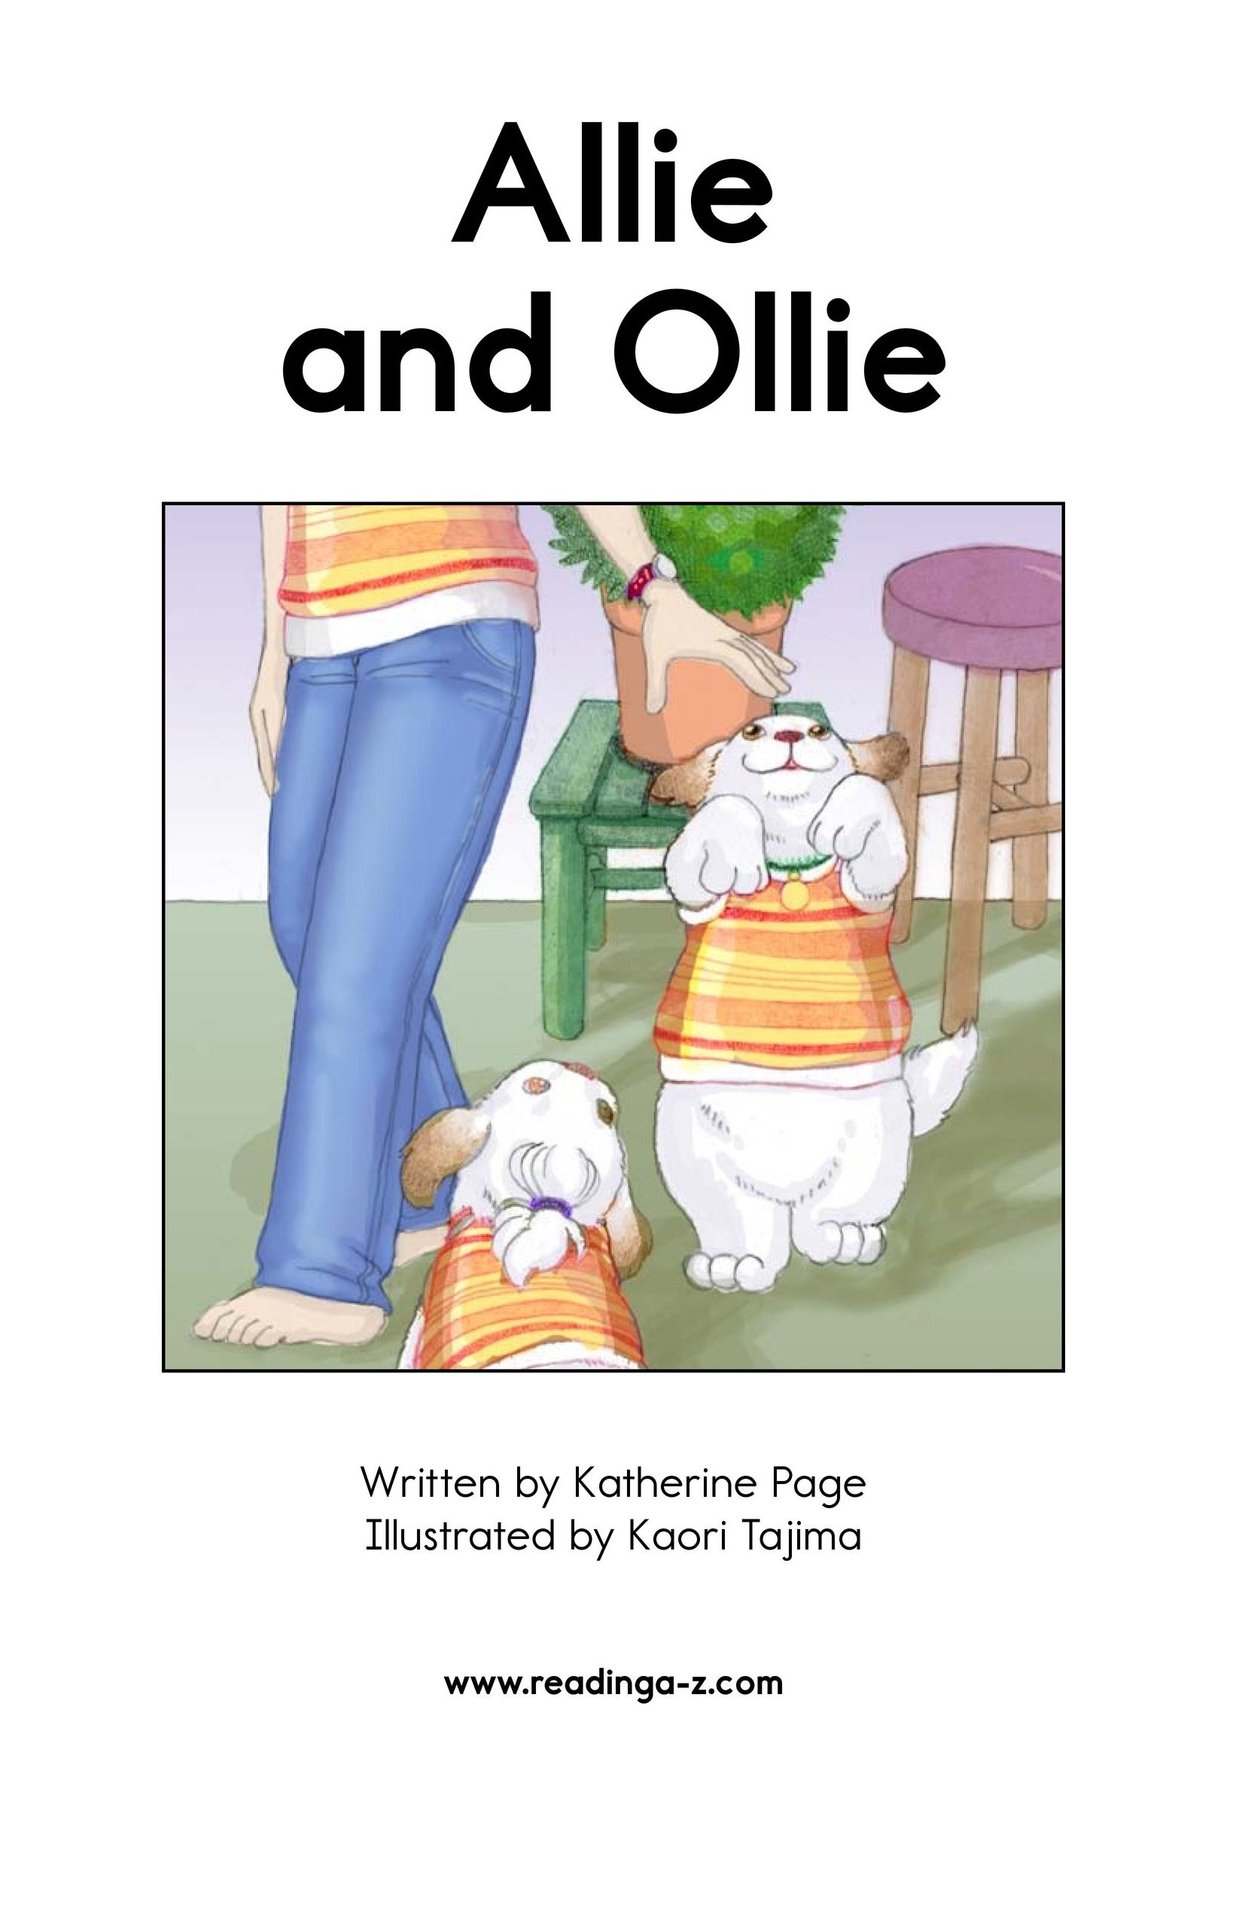 Allie
and Ollie
Written by Katherine Page
Illustrated by Kaori Tajima
www.readinga-z.com